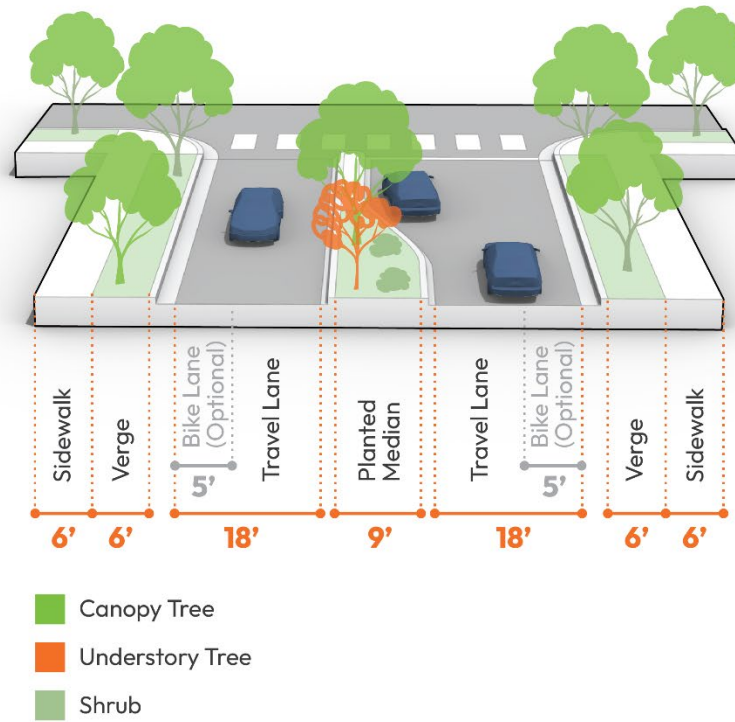 Sidewalk
Verge
Bike Lane
(Optional)
Travel Lane
Planted
Median
Travel Lane
Bike Lane
(Optional)
Verge
Sidewalk
5’
5’
6’
6’
18’
9’
18’
6’
6’
Canopy Tree
Understory Tree
Shrub